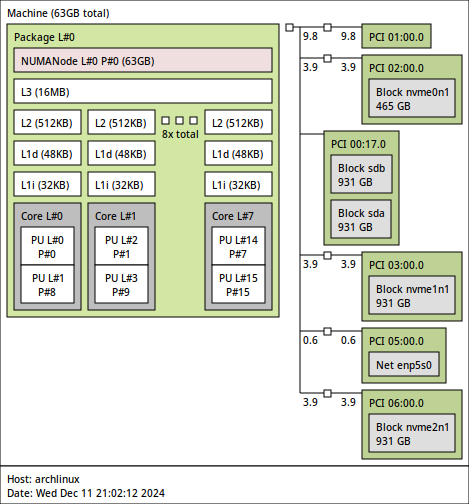 Machine (63GB total)
Package L#0
NUMANode L#0 P#0 (63GB)
L3 (16MB)
L2 (512KB) L2 (512KB) 8x total L2 (512KB)
L1d (48KB) L1d (48KB) L1d (48KB)
L1i (32KB) L1i (32KB) L1i (32KB)
Core L#0 Core L#1 Core L#7
PU L#0 PU L#2 PU L#14
P#0 P#1 P#7
PU L#1 PU L#3 PU L#15
P#8 P#9 P#15
9.8 9.8 PCI 01:00.0
3.9 3.9 PCI 02:00.0
Block nvme0n1
465 GB
PCI 00:17.0
Block sdb
931 GB
Block sda
931 GB
3.9 3.9 PCI 03:00.0
Block nvme1n1
931 GB
0.6 0.6 PCI 05:00.0
Net enp5s0
3.9 3.9 PCI 06:00.0
Block nvme2n1
931 GB
Host: archlinux
Date: Wed Dec 11 21:02:12 2024